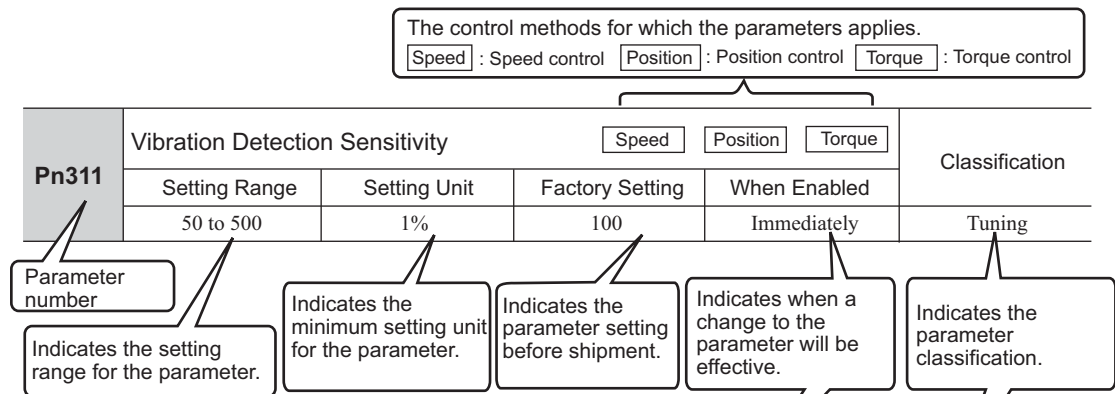 The control methods for which the parameters applies.
Speed : Speed control Position : Position control Torque : Torque control
Pn311
Vibration Detection Sensitivity Speed Position Torque
Classification
Setting Range Setting Unit Factory Setting When Enabled
50 to 500 1% 100 Immediately Tuning
Parameter
number
Indicates the setting
range for the parameter.
Indicates the
minimum setting unit
for the parameter.
Indicates the
parameter setting
before shipment.
Indicates when a
change to the
parameter will be
effective.
Indicates the
parameter
classification.